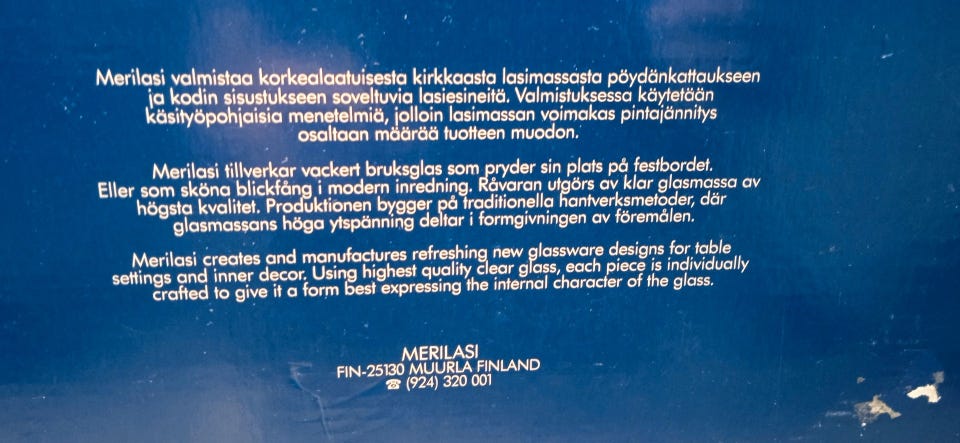 Merilasi valmistaa korkealaatuisesta kirkkaasta lasimassasta pöydänkattaukseen
ja kodin sisustukseen soveltuvia lasiesineitä. Valmistuksessa käytetään
käsityöpohjaisia menetelmiä, jolloin lasimassan voimakas pintajännitys
osaltaan määrää tuotteen muodon.
Merilasi tillverkar vackert bruksglas som pryder sin plats på festbordet.
Eller som sköna blickfång i modern inredning. Råvaran utgörs av klar glasmassa av
högsta kvalitet. Produktionen bygger på traditionella hantverksmetoder, där
glasmassans höga ytspänning deltar i formgivningen av föremålen.
Merilasi creates and manufactures refreshing new glassware designs for table
settings and inner decor. Using highest quality clear glass, each piece is individually
crafted to give it a form best expressing the internal character of the glass.
MERILASI
FIN-25130 MUURLA FINLAND
☎ (924) 320 001